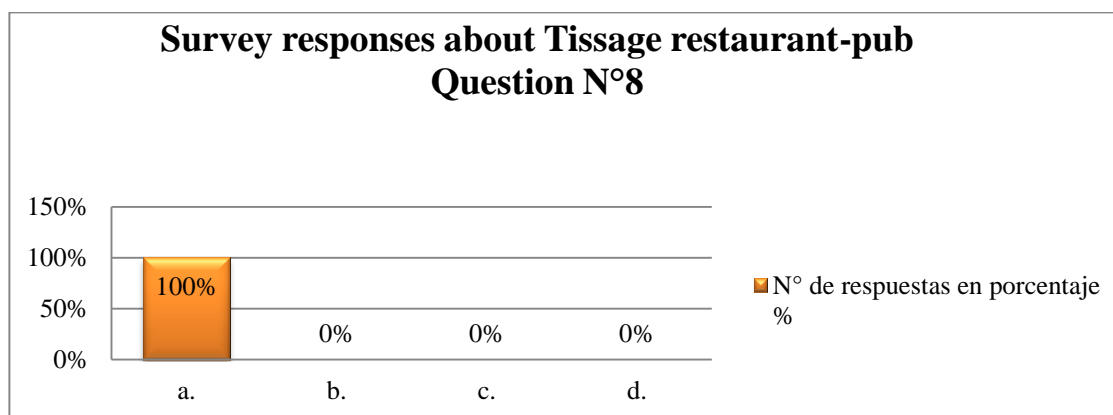 Survey responses about Tissage restaurant-pub
Question N°8
150%
100%
50%
0%
100%
0%
0%
0%
a.
b.
c.
d.
N° de respuestas en porcentaje
%